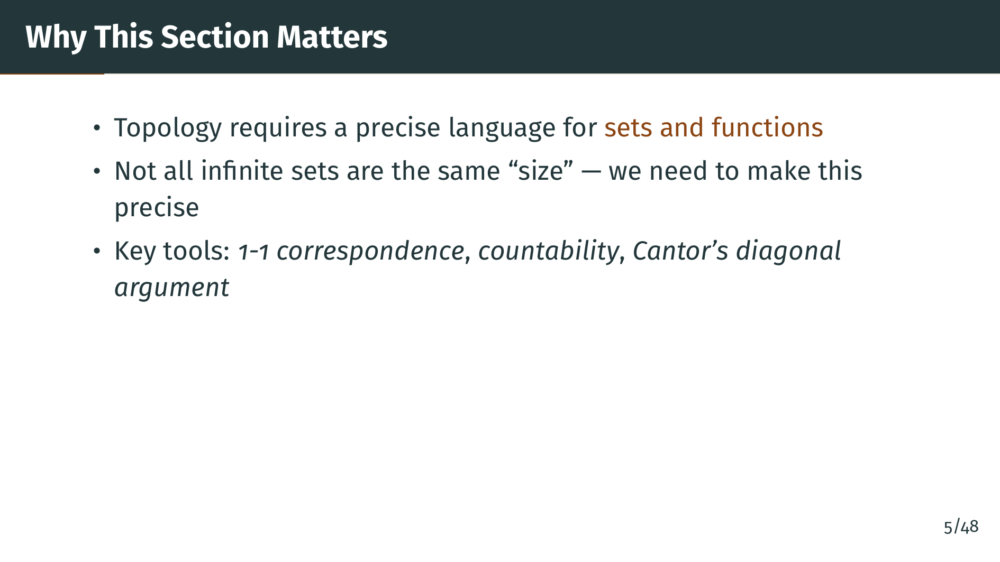 Why This Section Matters
• Topology requires a precise language for sets and functions
• Not all infinite sets are the same “size” — we need to make this
precise
• Key tools: 1-1 correspondence, countability, Cantor’s diagonal
argument
5/48